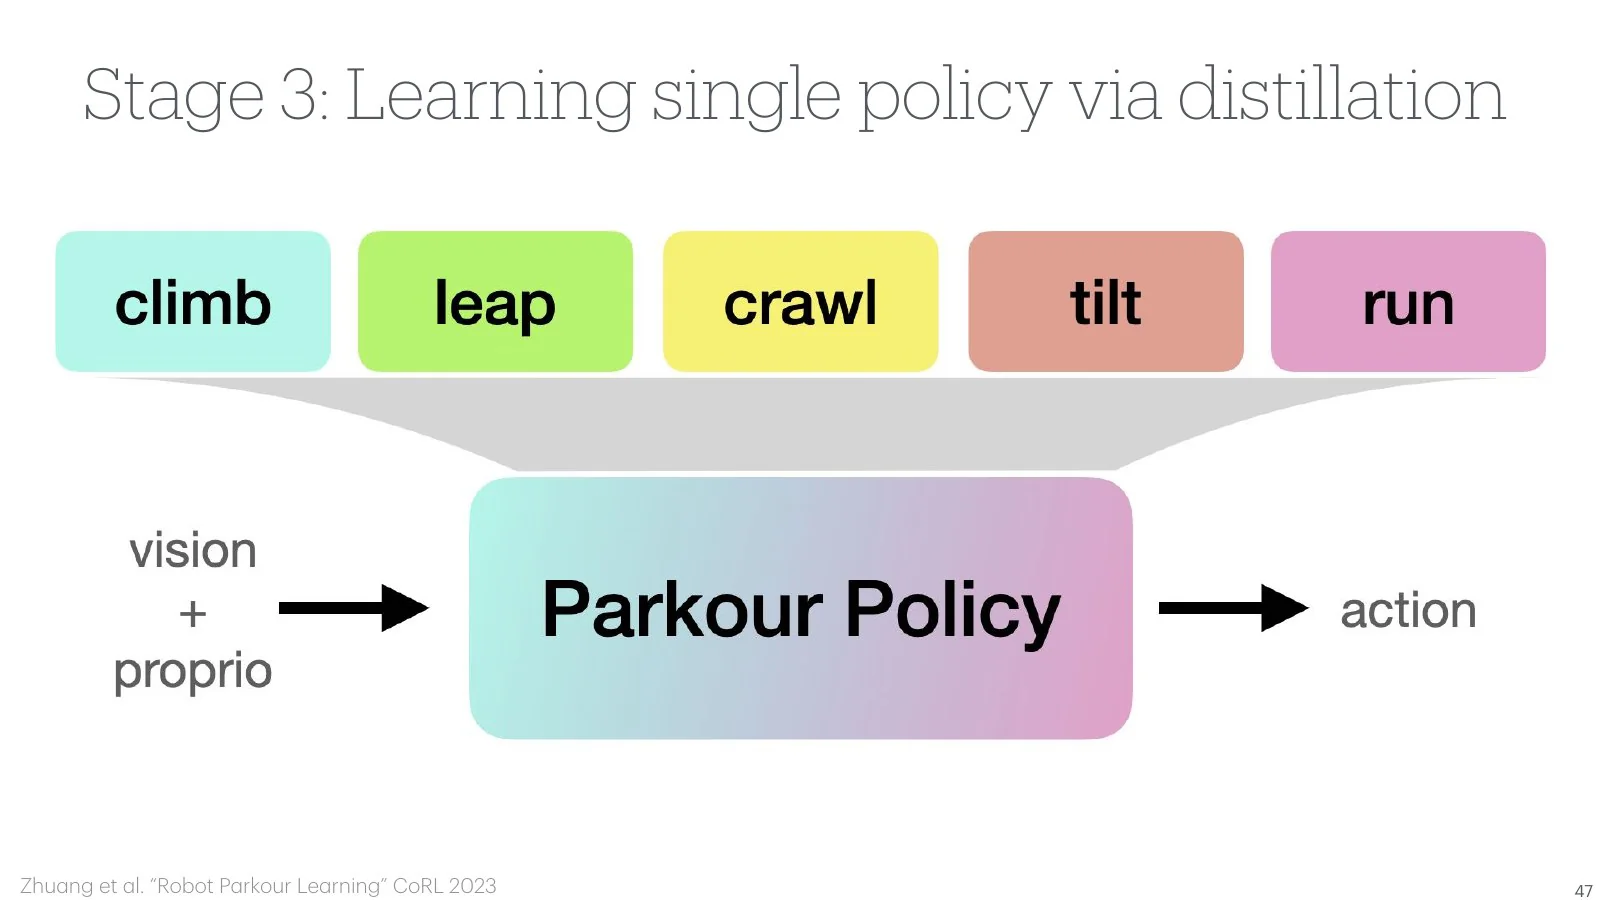 Stage 3: Learning single policy via distillation
climb
leap
crawl
tilt
run
vision
+
proprio
Parkour Policy
action
Zhuang et al. “Robot Parkour Learning” CoRL 2023
47